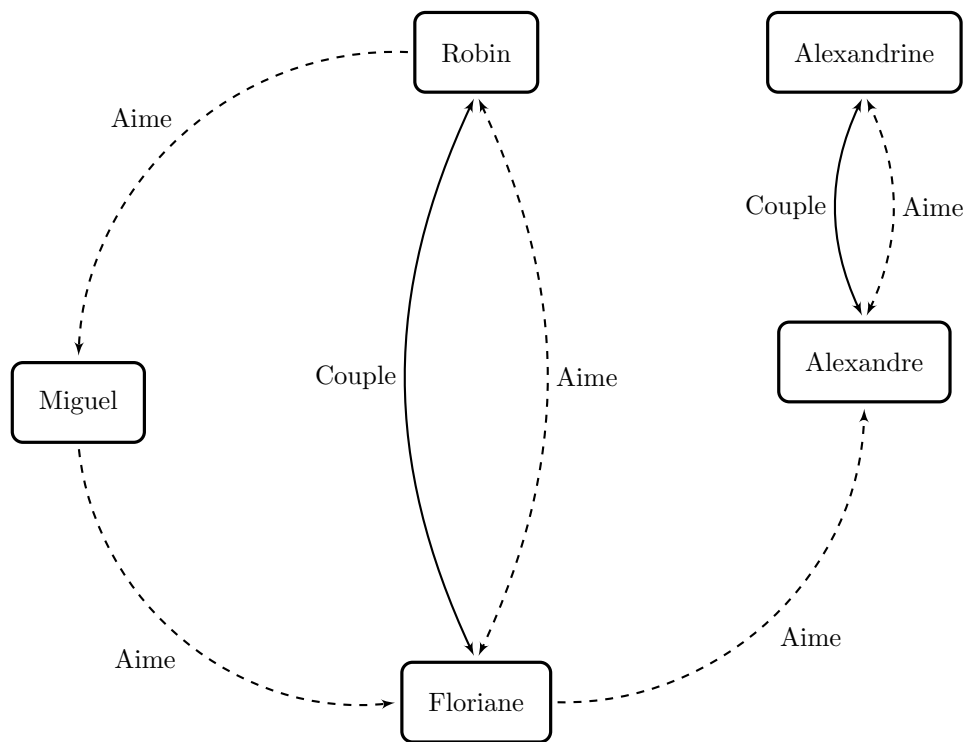 Robin
Alexandrine
Aime
Couple
Aime
Alexandre
Couple
Aime
Miguel
Aime
Aime
Floriane